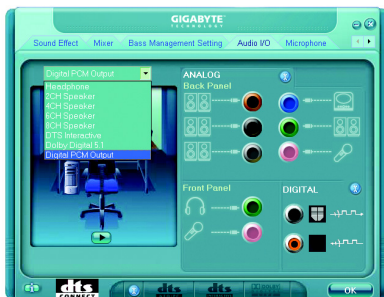 GIGABYTE
TECHNOLOGY
Sound Effect Mixer Bass Management Setting Audio I/O Microphone
Digital PCM Output
Headphone
2CH Speaker
4CH Speaker
6CH Speaker
8CH Speaker
DTS Interactive
Dolby Digital 5.1
Digital PCM Output
ANALOG
Back Panel
Front Panel
DIGITAL
dts
CONNECT
dts
dts
OK